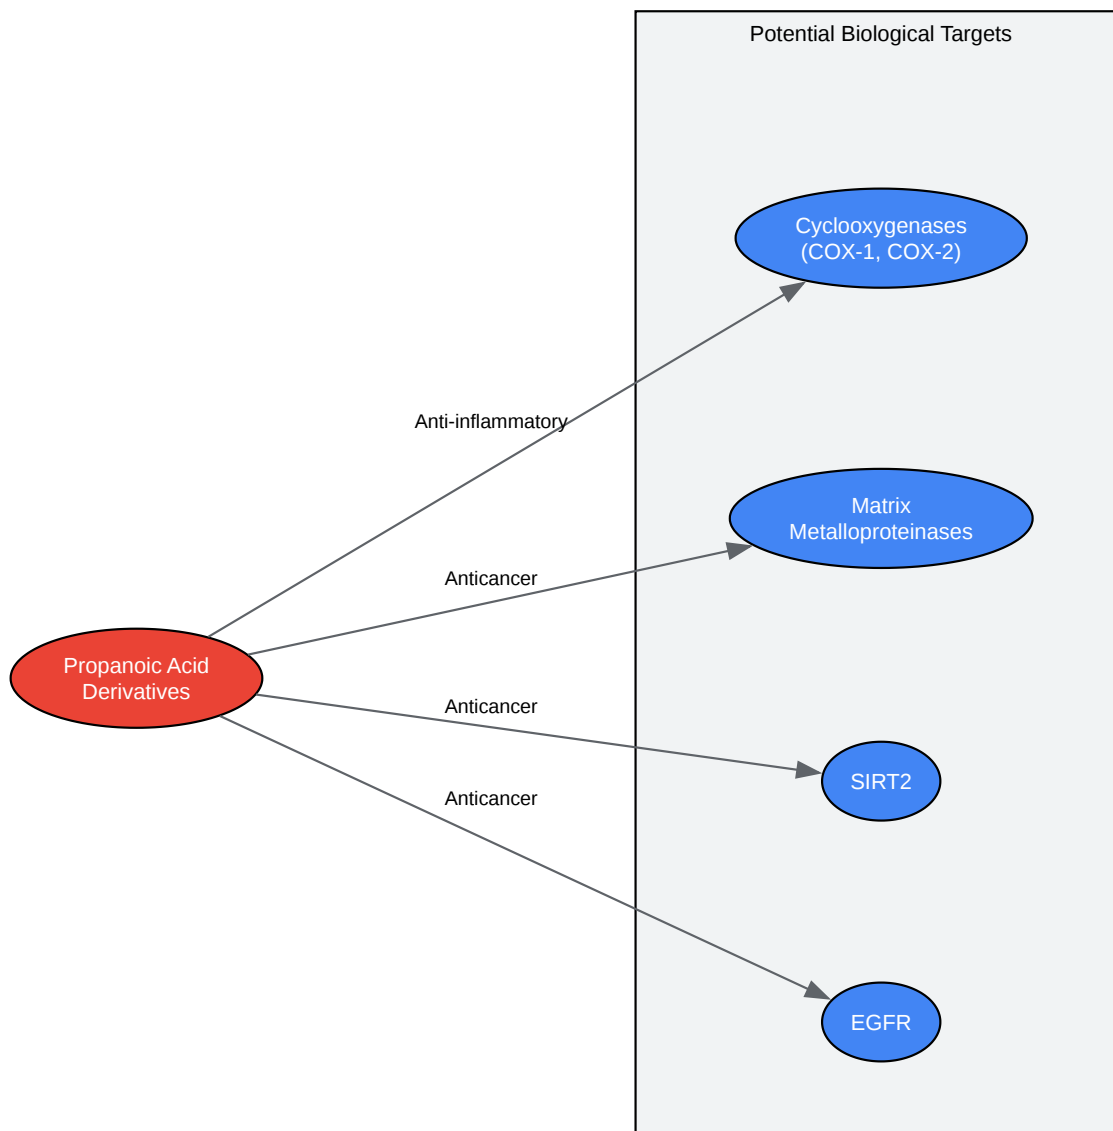 Potential Biological Targets
Cyclooxygenases
(COX-1, COX-2)
Anti-inflammatory
Matrix
Metalloproteinases
Anticancer
Propanoic Acid
Derivatives
Anticancer
SIRT2
Anticancer
EGFR